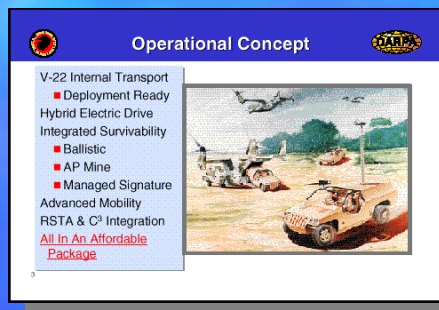 Operational Concept
DARPA
V-22 Internal Transport
Deployment Ready
Hybrid Electric Drive
Integrated Survivability
Ballistic
AP Mine
Managed Signature
Advanced Mobility
RSTA & C³ Integration
All In An Affordable
Package
3